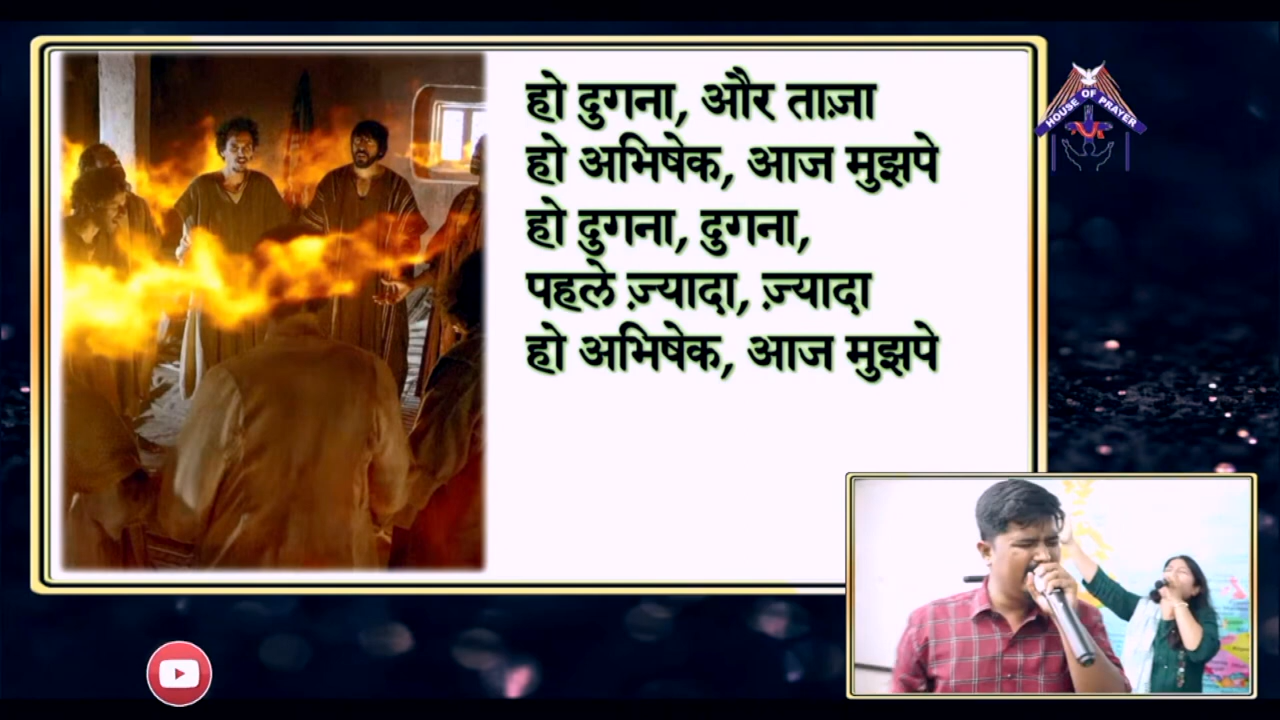 हो दुगना, और ताज़ा
हो अभिषेक, आज मुझपे
हो दुगना, दुगना,
पहले ज़्यादा, ज़्यादा
हो अभिषेक, आज मुझपे
HOUSE OF PRAYER